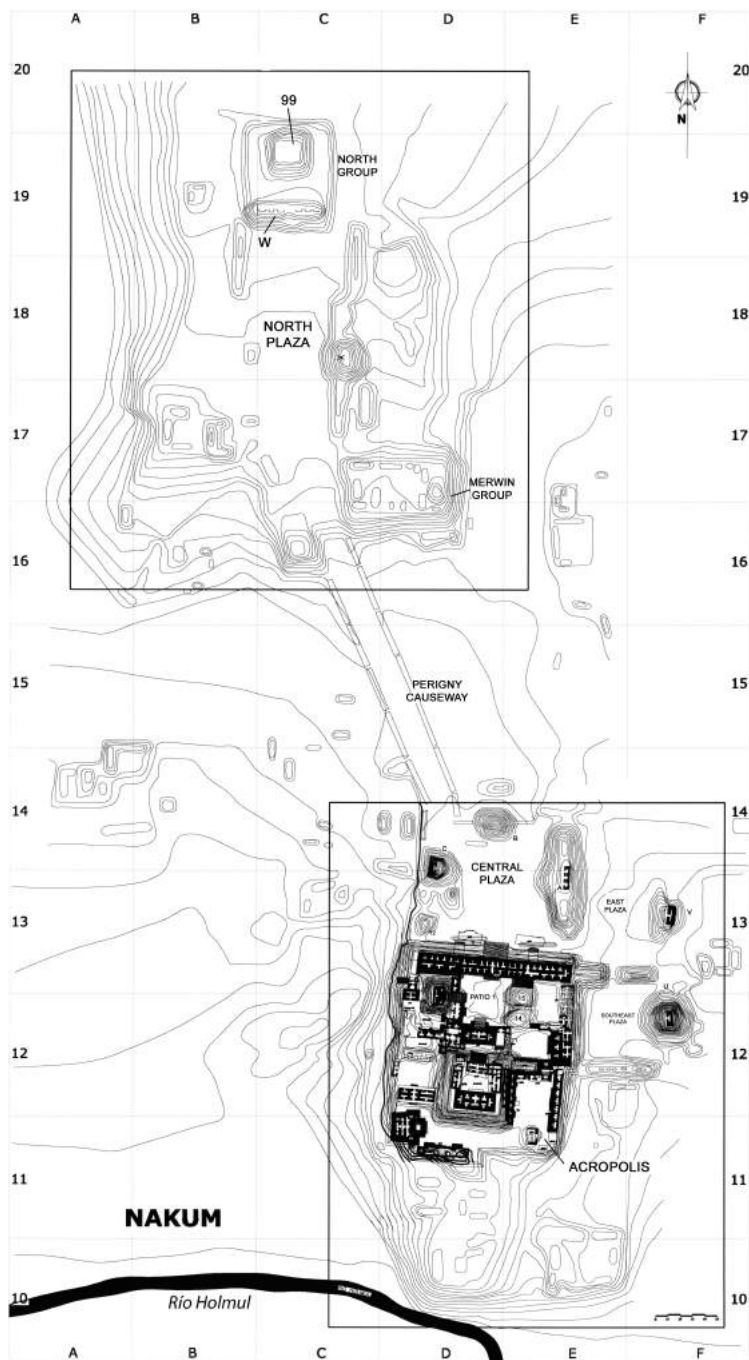 A B C D E F
20 20
99
N
NORTH
GROUP
19 19
W
18 18
NORTH
PLAZA
X
17 17
MERWIN
GROUP
16 16
15 15
PERIGNY
CAUSEWAY
14 14
B
C
CENTRAL
PLAZA
A
EAST
PLAZA
V
13 13
PATIO 1
15
14
U
SOUTHEAST
PLAZA
12 12
ACROPOLIS
11 11
NAKUM
10 10
Río Holmul
A B C D E F